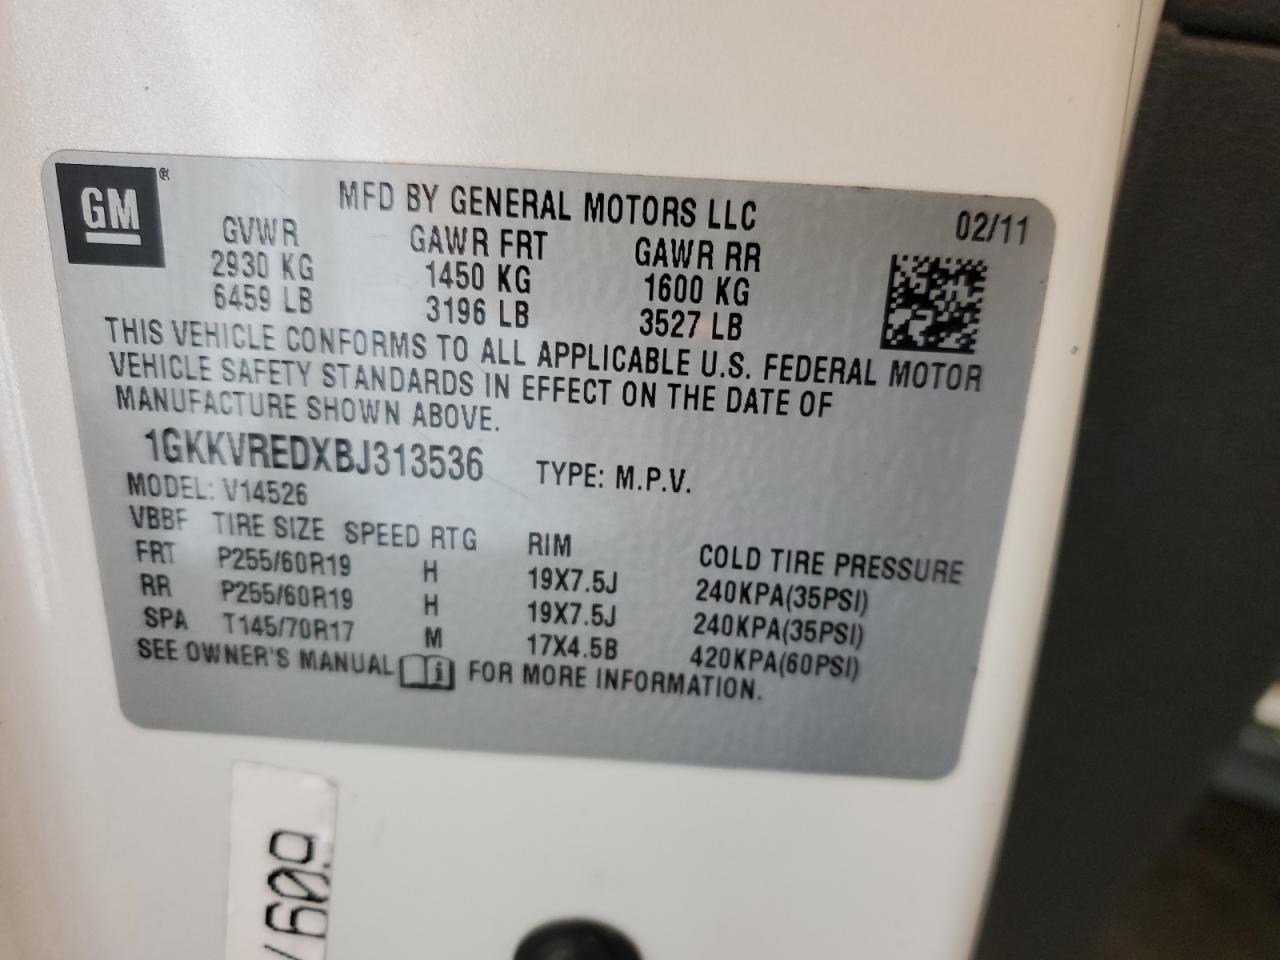 GM ®
MFD BY GENERAL MOTORS LLC 02/11
GVWR GAWR FRT GAWR RR
2930 KG 1450 KG 1600 KG
6459 LB 3196 LB 3527 LB
THIS VEHICLE CONFORMS TO ALL APPLICABLE U.S. FEDERAL MOTOR
VEHICLE SAFETY STANDARDS IN EFFECT ON THE DATE OF
MANUFACTURE SHOWN ABOVE.
1GKKVREDXBJ313536 TYPE: M.P.V.
MODEL: V14526
VBBF TIRE SIZE SPEED RTG RIM COLD TIRE PRESSURE
FRT P255/60R19 H 19X7.5J 240KPA(35PSI)
RR P255/60R19 H 19X7.5J 240KPA(35PSI)
SPA T145/70R17 M 17X4.5B 420KPA(60PSI)
SEE OWNER'S MANUAL i FOR MORE INFORMATION.